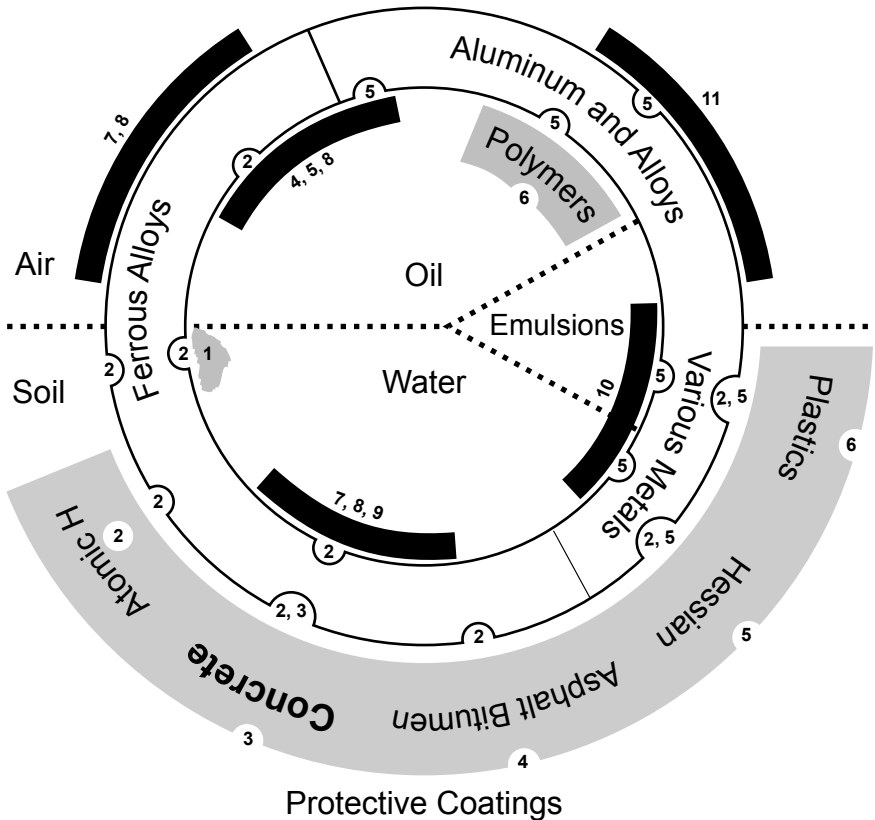 5
Aluminum and Alloys
5
11
7, 8
2
4, 5, 8
5
Polymers
6
Ferrous Alloys
Air
Oil
Emulsions
2
1
Water
Soil
2
10
5
Various Metals
2, 5
Plastics
6
5
2
7, 8, 9
2
2, 5
Atomic H
2
2, 3
2
Hessian
5
Concrete
3
Asphalt Bitumen
4
Protective Coatings